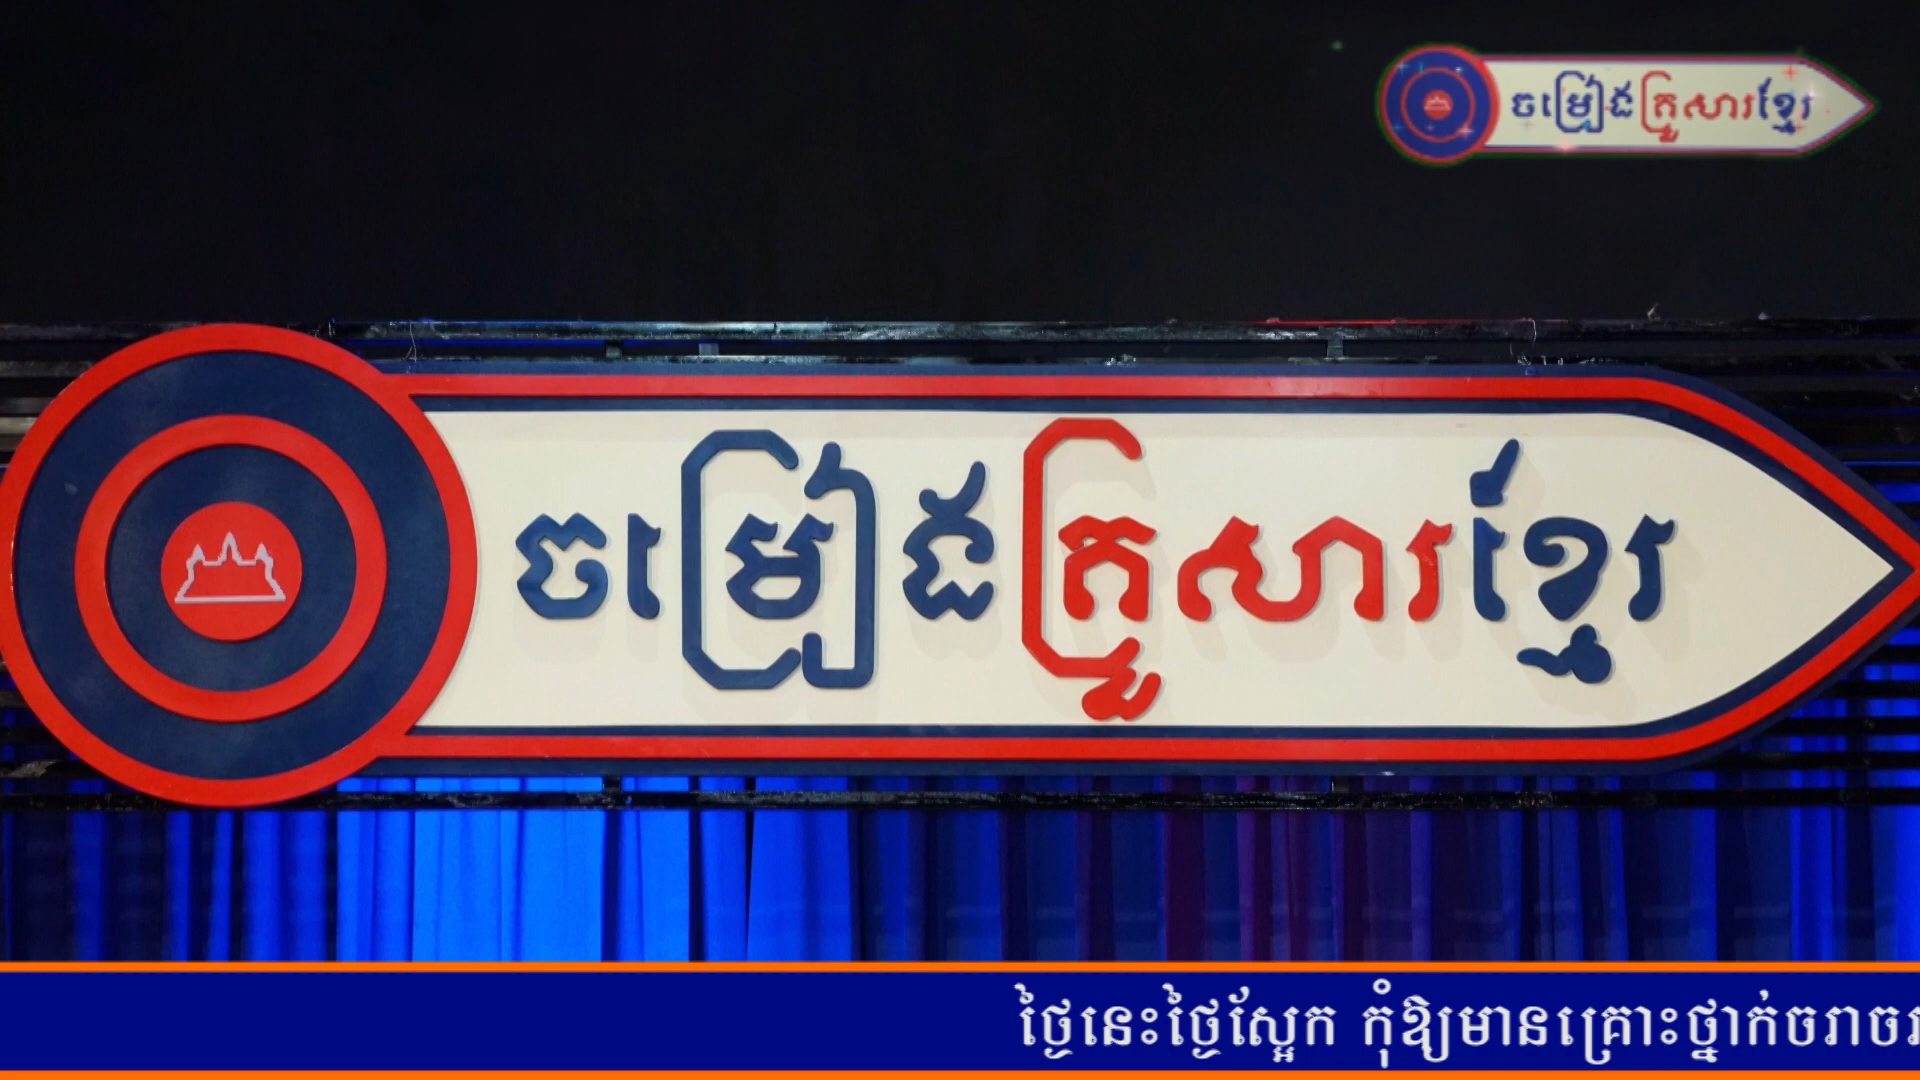 ចម្រៀងគ្រួសារខ្មែរ
ចម្រៀងគ្រួសារខ្មែរ
ថ្ងៃនេះថ្ងៃស្អែក កុំឱ្យមានគ្រោះថ្នាក់ចរាចរ